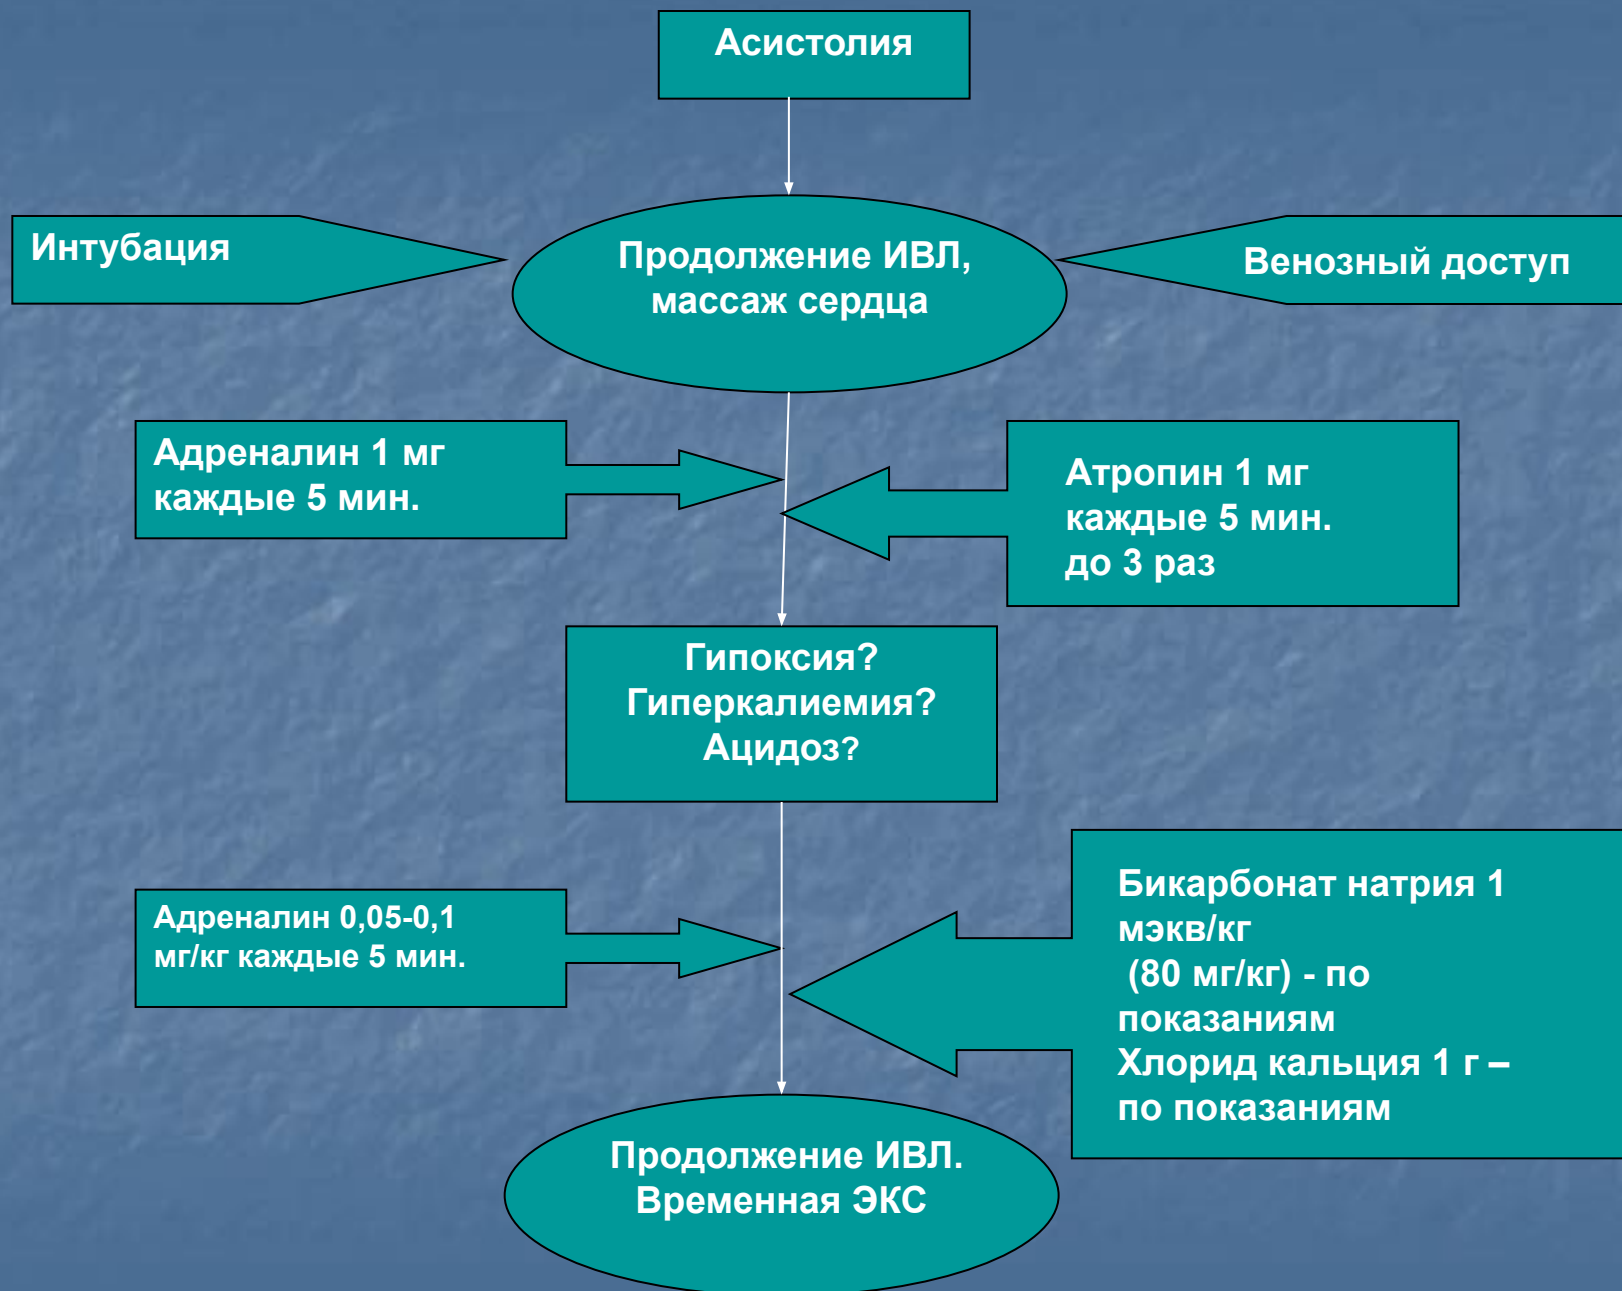 Асистолия
Интубация
Продолжение ИВЛ,
массаж сердца
Венозный доступ
Адреналин 1 мг
каждые 5 мин.
Атропин 1 мг
каждые 5 мин.
до 3 раз
Гипоксия?
Гиперкалиемия?
Ацидоз?
Адреналин 0,05-0,1
мг/кг каждые 5 мин.
Бикарбонат натрия 1
мэкв/кг
(80 мг/кг) - по
показаниям
Хлорид кальция 1 г –
по показаниям
Продолжение ИВЛ.
Временная ЭКС